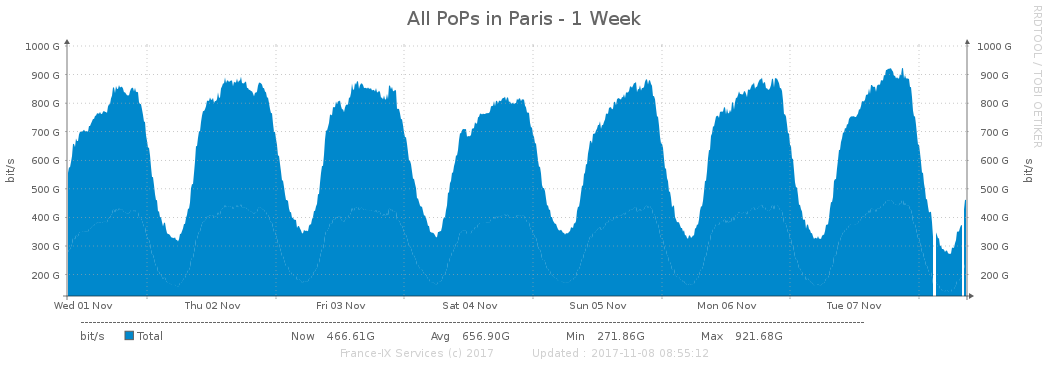 All PoPs in Paris - 1 Week
RRDTOOL / TOBI OETIKER
bit/s
1000 G
900 G
800 G
700 G
600 G
500 G
400 G
300 G
200 G
1000 G
900 G
800 G
700 G
600 G
500 G
400 G
300 G
200 G
bit/s
Wed 01 Nov Thu 02 Nov Fri 03 Nov Sat 04 Nov Sun 05 Nov Mon 06 Nov Tue 07 Nov
bit/s Total Now 466.61G Avg 656.90G Min 271.86G Max 921.68G
France-IX Services (c) 2017 Updated : 2017-11-08 08:55:12